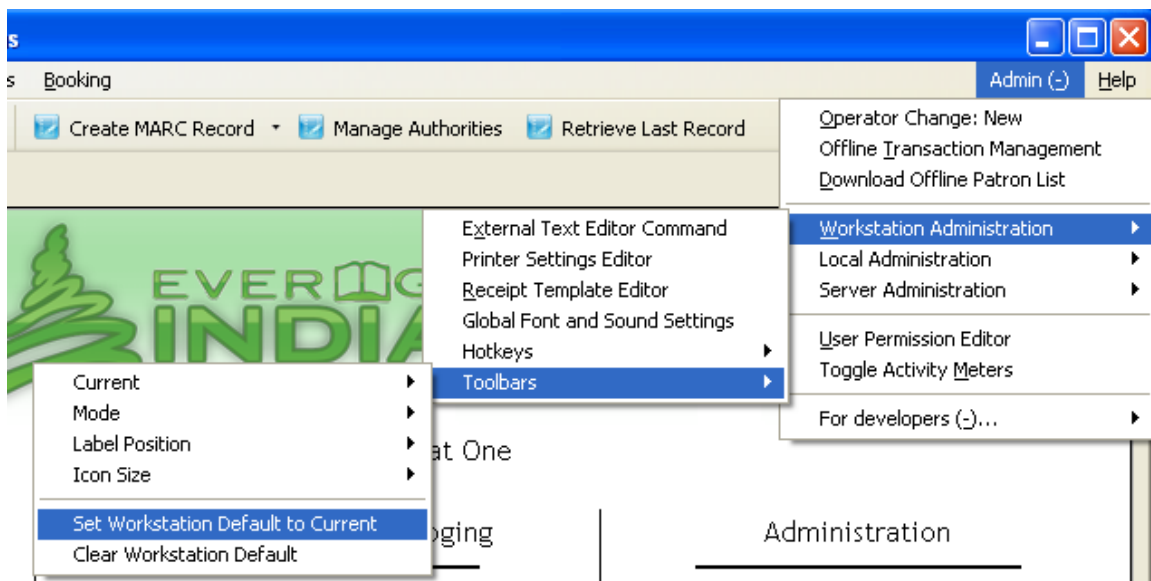 s
s Booking Admin (-) Help
Create MARC Record Manage Authorities Retrieve Last Record
Operator Change: New
Offline Transaction Management
Download Offline Patron List
Workstation Administration
Local Administration
Server Administration
User Permission Editor
Toggle Activity Meters
For developers (-)...
External Text Editor Command
Printer Settings Editor
Receipt Template Editor
Global Font and Sound Settings
Hotkeys
Toolbars
Current
Mode
Label Position
Icon Size
Set Workstation Default to Current
Clear Workstation Default
EVERG
INDIA
at One
oging Administration